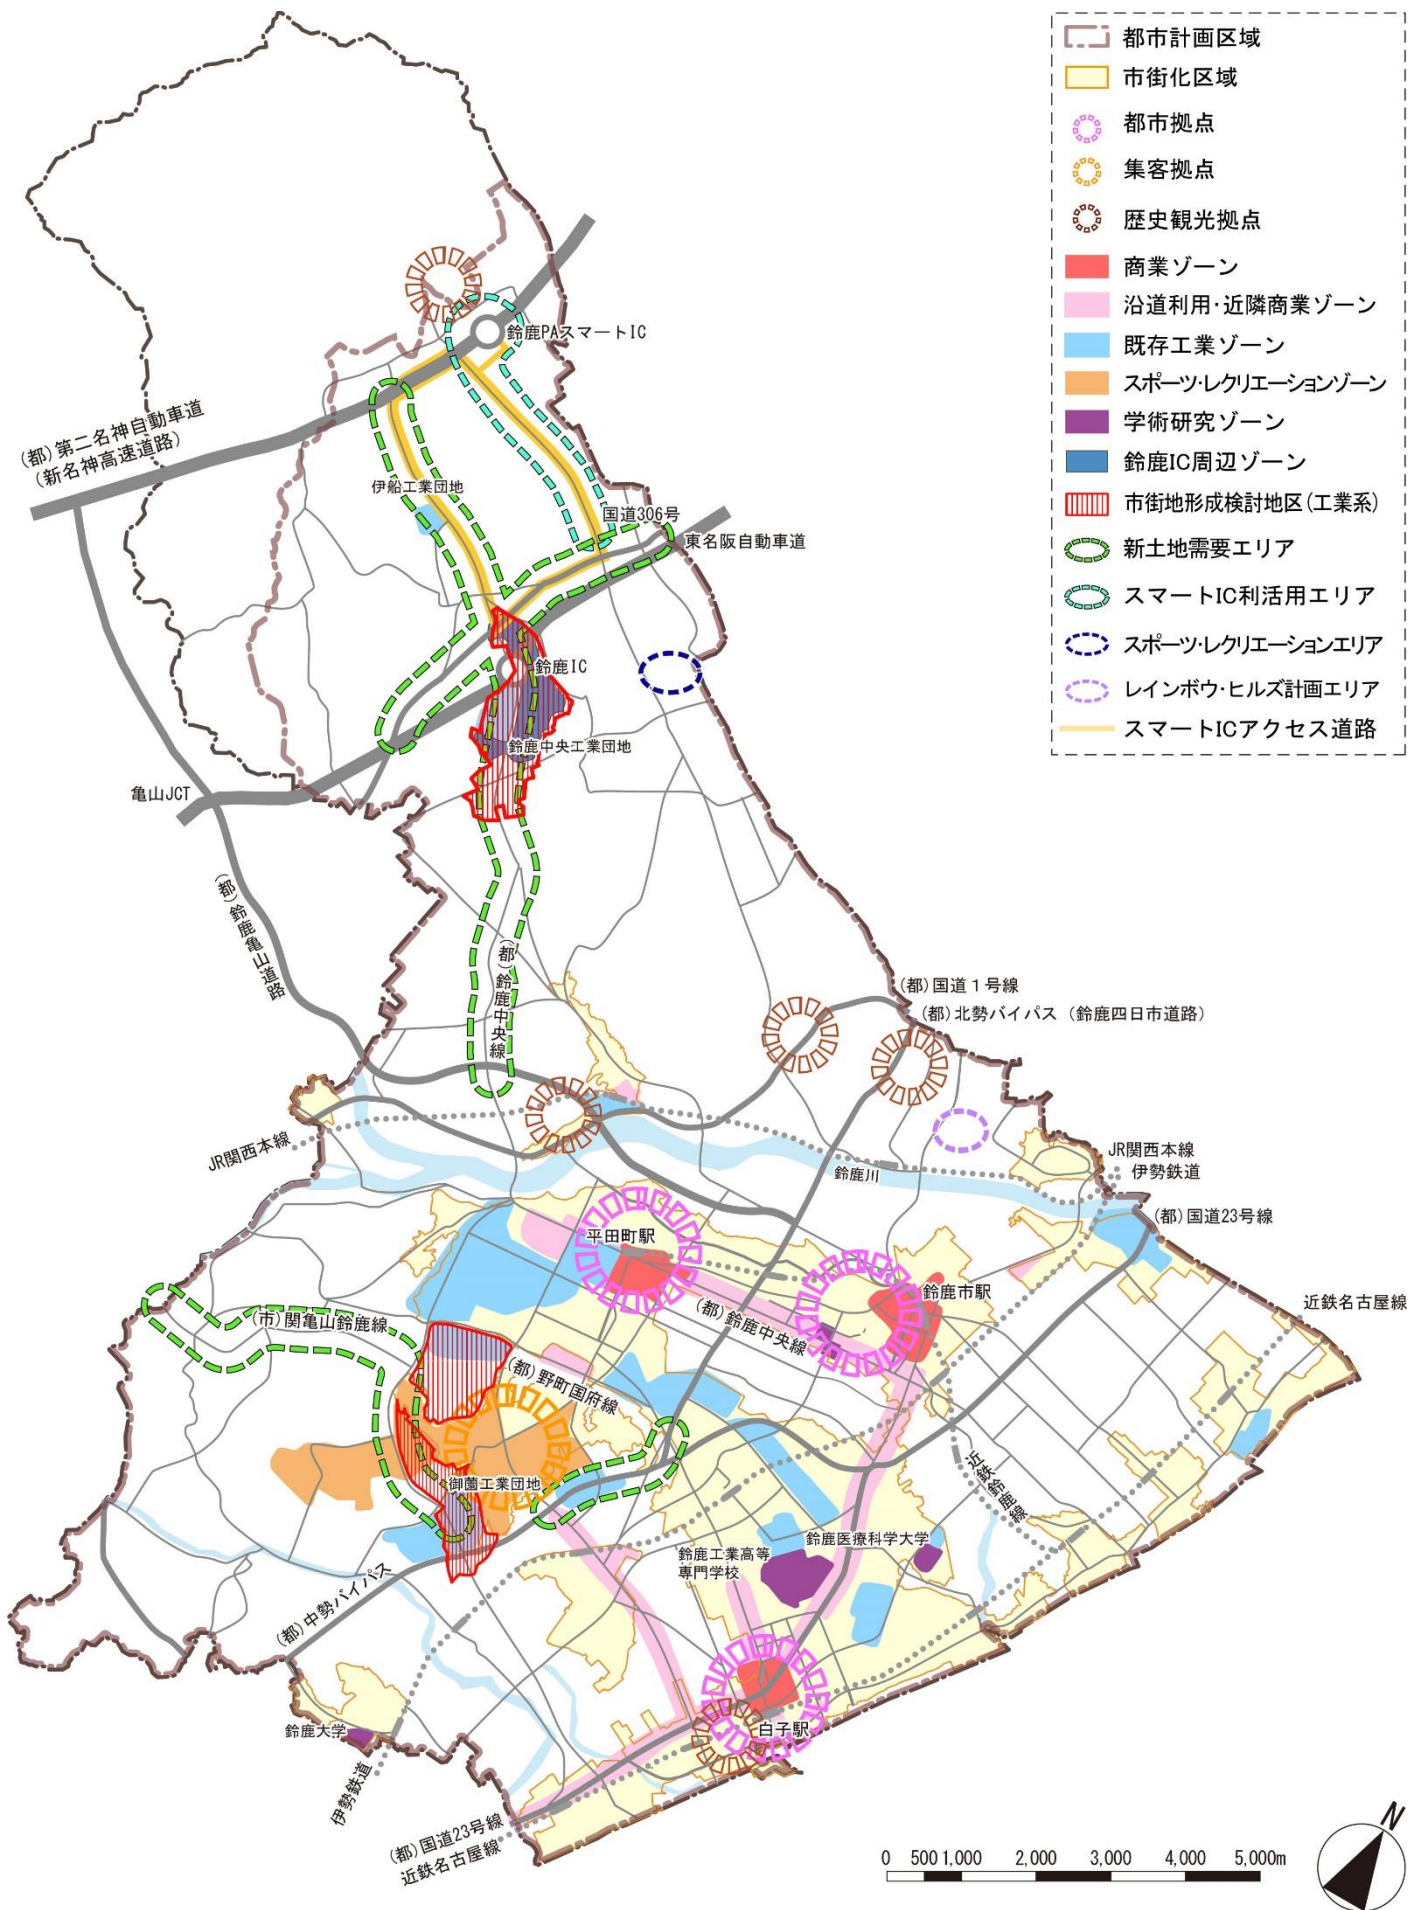 都市計画区域
市街化区域
都市拠点
集客拠点
歴史観光拠点
商業ゾーン
沿道利用・近隣商業ゾーン
既存工業ゾーン
スポーツ・レクリエーションゾーン
学術研究ゾーン
鈴鹿IC周辺ゾーン
市街地形成検討地区(工業系)
新土地需要エリア
スマートIC利活用エリア
スポーツ・レクリエーションエリア
レインボウ・ヒルズ計画エリア
スマートICアクセス道路
鈴鹿PAスマートIC
(都)第二名神自動車道
(新名神高速道路)
伊船工業団地
国道306号
東名阪自動車道
鈴鹿IC
鈴鹿中央工業団地
亀山JCT
(都)鈴鹿亀山道路
(都)鈴鹿中央線
(都)国道1号線
(都)北勢バイパス(鈴鹿四日市道路)
JR関西本線
鈴鹿川
JR関西本線
伊勢鉄道
(都)国道23号線
平田町駅
鈴鹿市駅
(都)鈴鹿中央線
近鉄名古屋線
(市)関亀山鈴鹿線
(都)野町国府線
御薗工業団地
近鉄鈴鹿線
鈴鹿医療科学大学
鈴鹿工業高等
専門学校
(都)中勢バイパス
白子駅
鈴鹿大学
伊勢鉄道
(都)国道23号線
近鉄名古屋線
0 500 1,000 2,000 3,000 4,000 5,000m
N